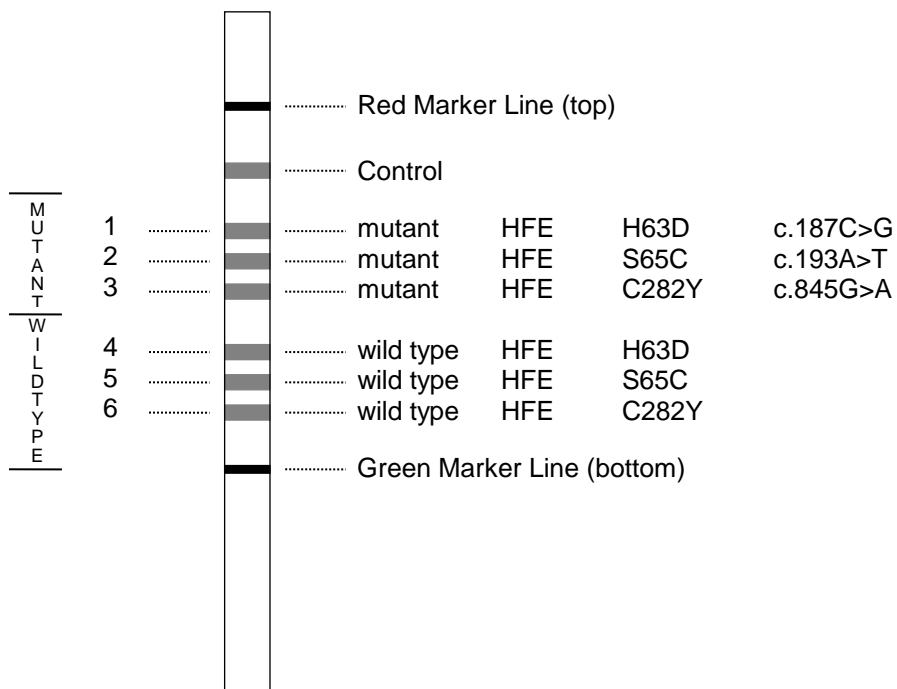 Red Marker Line (top)
Control
MUTANT
1 mutant HFE H63D c.187C>G
2 mutant HFE S65C c.193A>T
3 mutant HFE C282Y c.845G>A
WILDTYPE
4 wild type HFE H63D
5 wild type HFE S65C
6 wild type HFE C282Y
Green Marker Line (bottom)